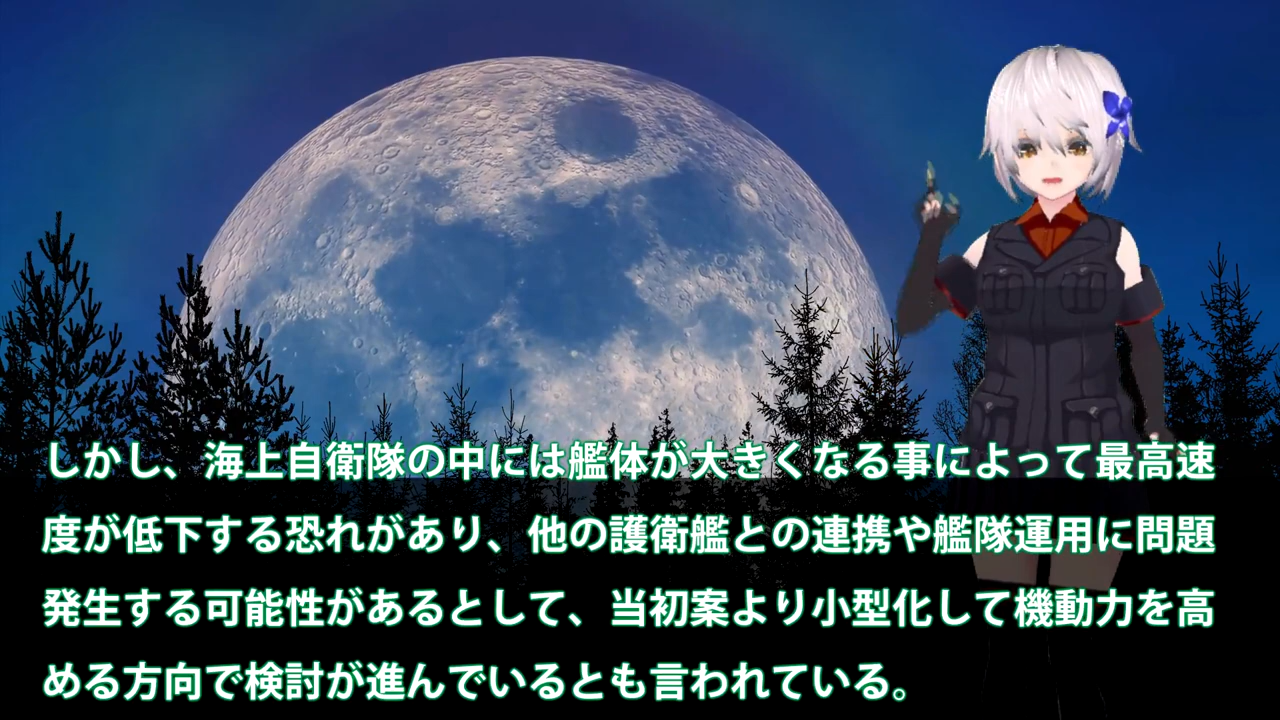 しかし、海上自衛隊の中には艦体が大きくなる事によって最高速
度が低下する恐れがあり、他の護衛艦との連携や艦隊運用に問題
発生する可能性があるとして、当初案より小型化して機動力を高
める方向で検討が進んでいるとも言われている。